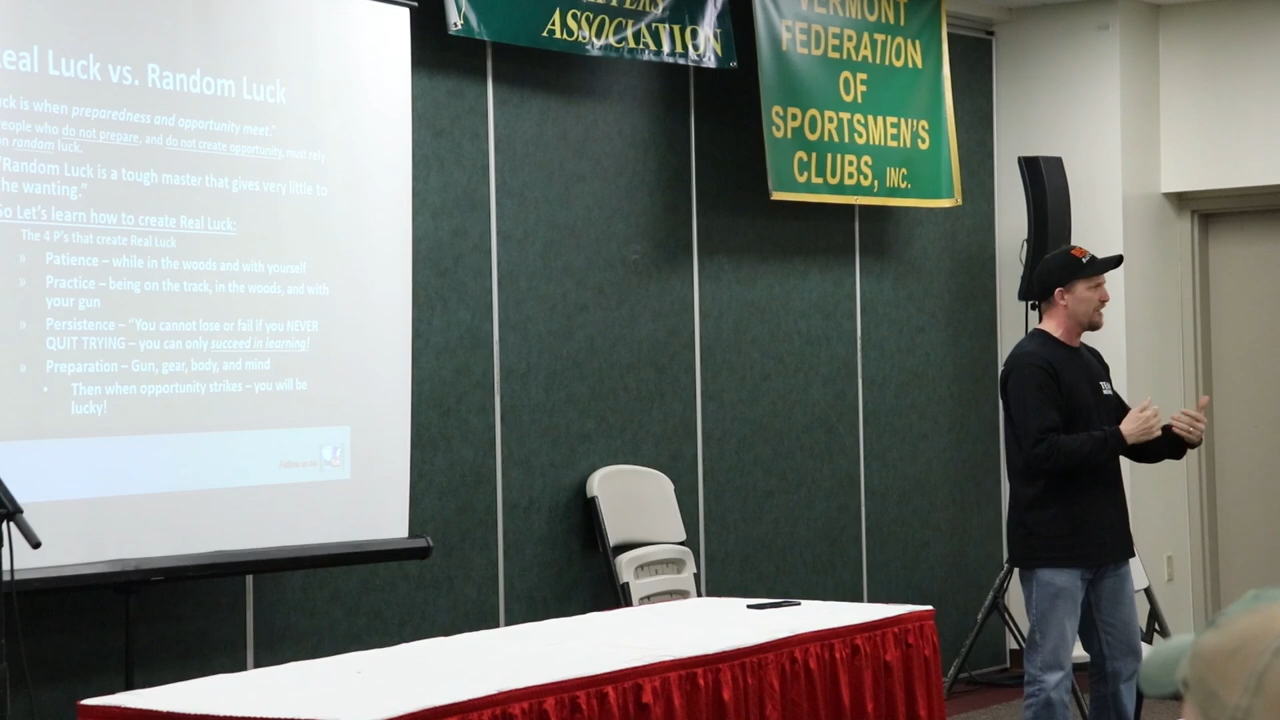 eal Luck vs. Random Luck
uck is when preparedness and opportunity meet."
eople who do not prepare, and do not create opportunity, must rely
on random luck.
"Random Luck is a tough master that gives very little to
he wanting."
So Let's learn how to create Real Luck:
The 4 P's that create Real Luck
» Patience – while in the woods and with yourself
» Practice – being on the track, in the woods, and with
your gun
» Persistence – "You cannot lose or fail if you NEVER
QUIT TRYING – you can only succeed in learning!
» Preparation – Gun, gear, body, and mind
• Then when opportunity strikes – you will be
lucky!
Follow us on
ASSOCIATION
VERMONT
FEDERATION
OF
SPORTSMEN'S
CLUBS, INC.